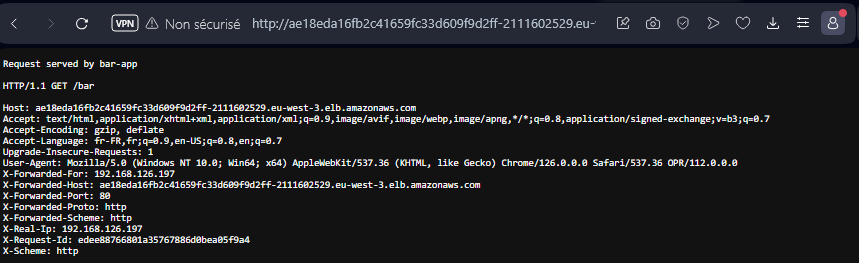 VPN Non sécurisé http://ae18eda16fb2c41659fc33d609f9d2ff-2111602529.eu-
Request served by bar-app
HTTP/1.1 GET /bar
Host: ae18eda16fb2c41659fc33d609f9d2ff-2111602529.eu-west-3.elb.amazonaws.com
Accept: text/html,application/xhtml+xml,application/xml;q=0.9,image/avif,image/webp,image/apng,*/*;q=0.8,application/signed-exchange;v=b3;q=0.7
Accept-Encoding: gzip, deflate
Accept-Language: fr-FR,fr;q=0.9,en-US;q=0.8,en;q=0.7
Upgrade-Insecure-Requests: 1
User-Agent: Mozilla/5.0 (Windows NT 10.0; Win64; x64) AppleWebKit/537.36 (KHTML, like Gecko) Chrome/126.0.0.0 Safari/537.36 OPR/112.0.0.0
X-Forwarded-For: 192.168.126.197
X-Forwarded-Host: ae18eda16fb2c41659fc33d609f9d2ff-2111602529.eu-west-3.elb.amazonaws.com
X-Forwarded-Port: 80
X-Forwarded-Proto: http
X-Forwarded-Scheme: http
X-Real-Ip: 192.168.126.197
X-Request-Id: edee88766801a35767886d0bea05f9a4
X-Scheme: http